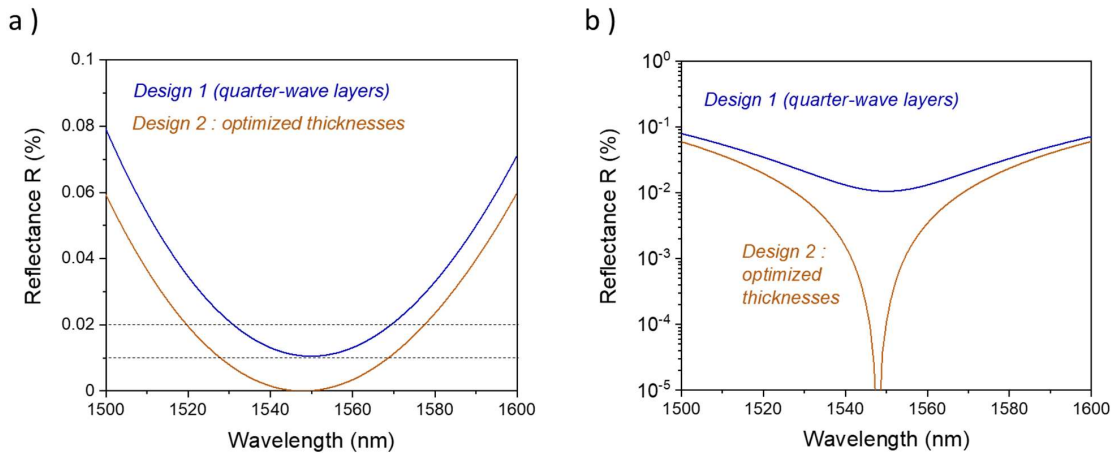 a )
b )
Reflectance R (%)
0.1
0.08
0.06
0.04
0.02
0
Design 1 (quarter-wave layers)
Design 2 : optimized thicknesses
1500
1520
1540
1560
1580
1600
Wavelength (nm)
Reflectance R (%)
10^0
10^-1
10^-2
10^-3
10^-4
10^-5
Design 1 (quarter-wave layers)
Design 2 :
optimized
thicknesses
1500
1520
1540
1560
1580
1600
Wavelength (nm)